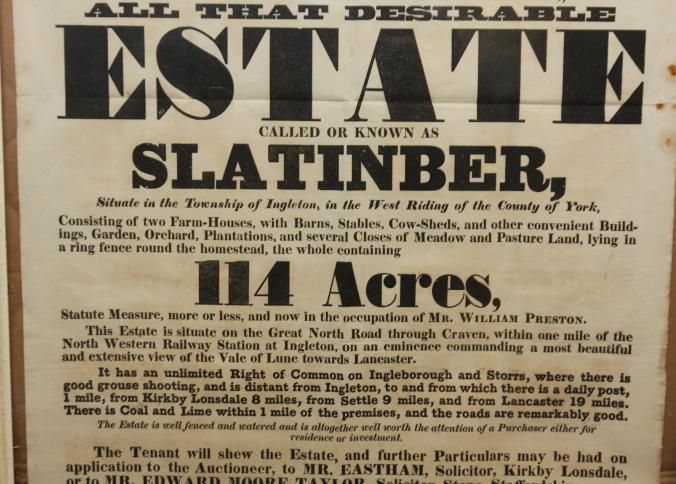 ALL THAT DESIRABLE
ESTATE
CALLED OR KNOWN AS
SLATINBER,
Situate in the Township of Ingleton, in the West Riding of the County of York,
Consisting of two Farm-Houses, with Barns, Stables, Cow-Sheds, and other convenient Build-
ings, Garden, Orchard, Plantations, and several Closes of Meadow and Pasture Land, lying in
a ring fence round the homestead, the whole containing
114 Acres,
Statute Measure, more or less, and now in the occupation of MR. WILLIAM PRESTON.
This Estate is situate on the Great North Road through Craven, within one mile of the
North Western Railway Station at Ingleton, on an eminence commanding a most beautiful
and extensive view of the Vale of Lune towards Lancaster.
It has an unlimited Right of Common on Ingleborough and Storrs, where there is
good grouse shooting, and is distant from Ingleton, to and from which there is a daily post,
1 mile, from Kirkby Lonsdale 8 miles, from Settle 9 miles, and from Lancaster 19 miles.
There is Coal and Lime within 1 mile of the premises, and the roads are remarkably good.
The Estate is well fenced and watered and is altogether well worth the attention of a Purchaser either for
residence or investment.
The Tenant will shew the Estate, and further Particulars may be had on
application to the Auctioneer, to MR. EASTHAM, Solicitor, Kirkby Lonsdale,
or to MR. EDWARD MOORE TAYLOR, Solicitor, Stone, Staffordshire